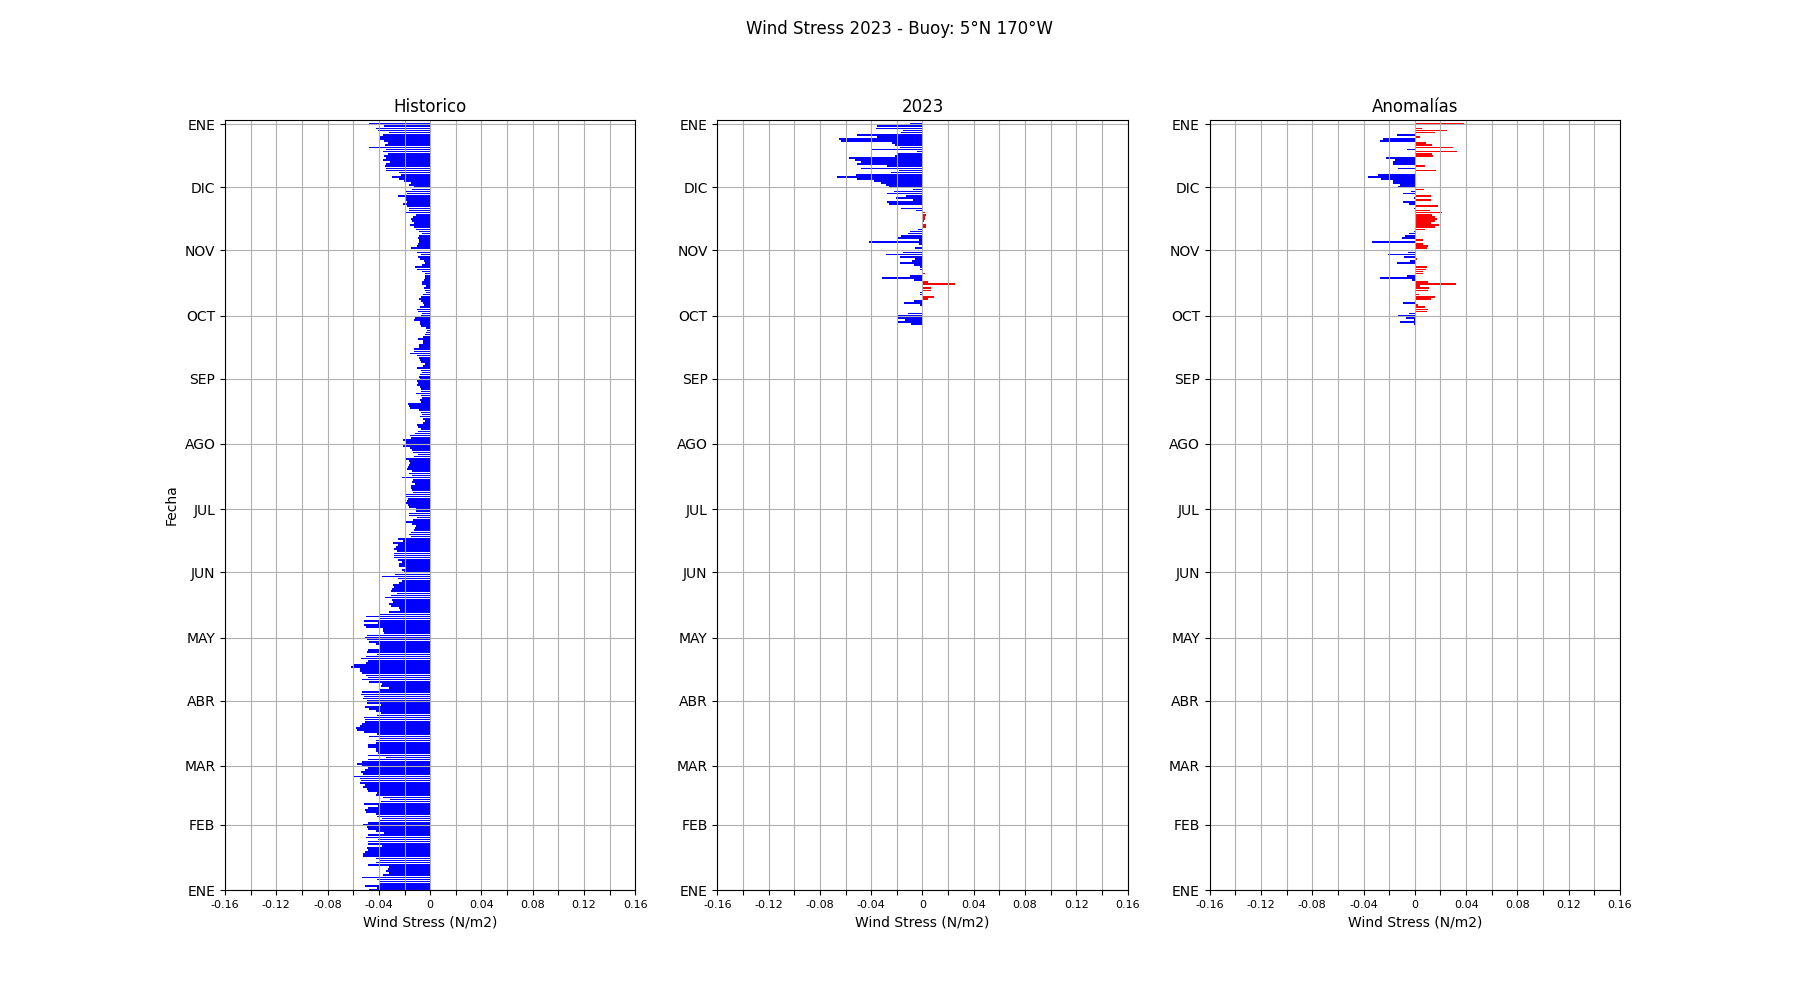 Wind Stress 2023 - Buoy: 5°N 170°W
Historico
ENE
DIC
NOV
OCT
SEP
AGO
JUL
JUN
MAY
ABR
MAR
FEB
ENE
Fecha
-0.16 -0.12 -0.08 -0.04 0 0.04 0.08 0.12 0.16
Wind Stress (N/m2)
2023
ENE
DIC
NOV
OCT
SEP
AGO
JUL
JUN
MAY
ABR
MAR
FEB
ENE
-0.16 -0.12 -0.08 -0.04 0 0.04 0.08 0.12 0.16
Wind Stress (N/m2)
Anomalías
ENE
DIC
NOV
OCT
SEP
AGO
JUL
JUN
MAY
ABR
MAR
FEB
ENE
-0.16 -0.12 -0.08 -0.04 0 0.04 0.08 0.12 0.16
Wind Stress (N/m2)